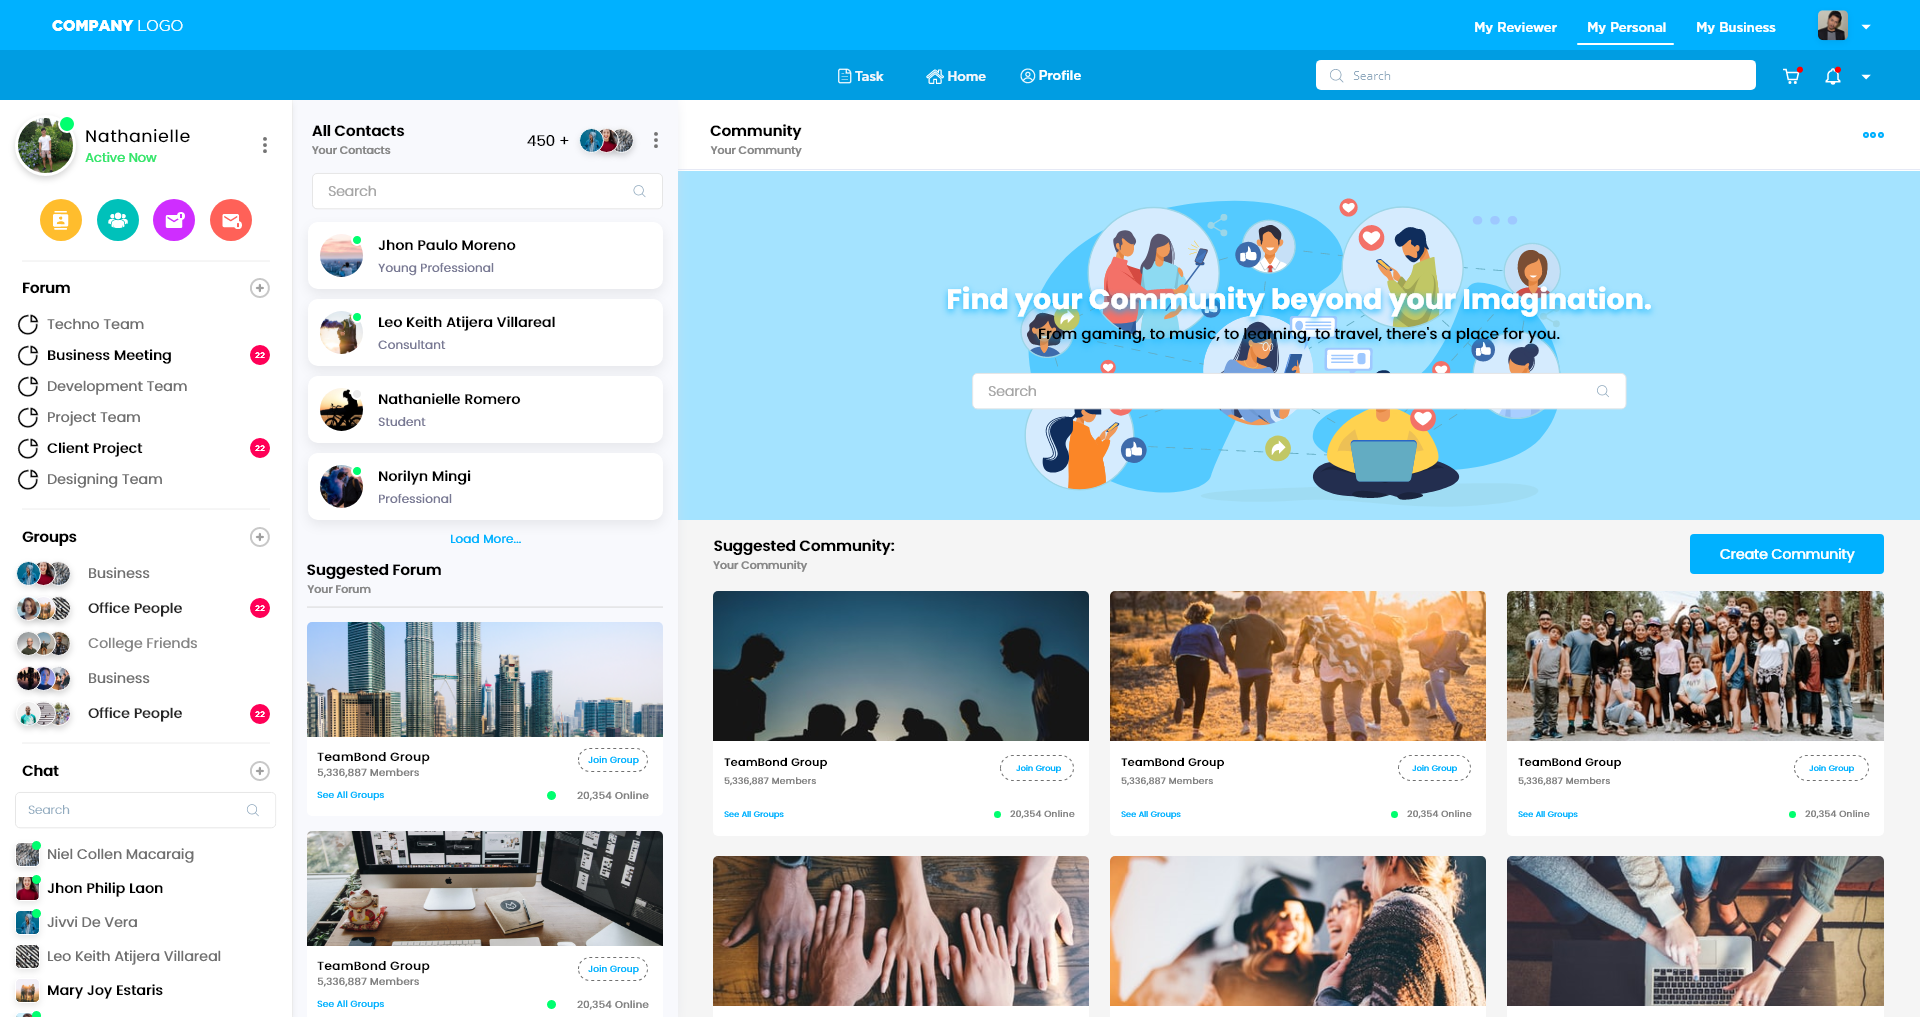 COMPANY LOGO
My Reviewer
My Personal
My Business
Task
Home
Profile
Search
Nathanielle
Active Now
Forum
Techno Team
Business Meeting
22
Development Team
Project Team
Client Project
22
Designing Team
Groups
Business
Office People
22
College Friends
Business
Office People
22
Chat
Search
Niel Collen Macaraig
Jhon Philip Laon
Jivvi De Vera
Leo Keith Atijera Villareal
Mary Joy Estaris
All Contacts
Your Contacts
450 +
Search
Jhon Paulo Moreno
Young Professional
Leo Keith Atijera Villareal
Consultant
Nathanielle Romero
Student
Norilyn Mingi
Professional
Load More...
Suggested Forum
Your Forum
TeamBond Group
Join Group
5,336,887 Members
See All Groups
20,354 Online
TeamBond Group
Join Group
5,336,887 Members
See All Groups
20,354 Online
Community
Your Communty
Find your Community beyond your Imagination.
From gaming, to music, to learning, to travel, there's a place for you.
Search
Suggested Community:
Your Community
Create Community
TeamBond Group
Join Group
5,336,887 Members
See All Groups
20,354 Online
TeamBond Group
Join Group
5,336,887 Members
See All Groups
20,354 Online
TeamBond Group
Join Group
5,336,887 Members
See All Groups
20,354 Online